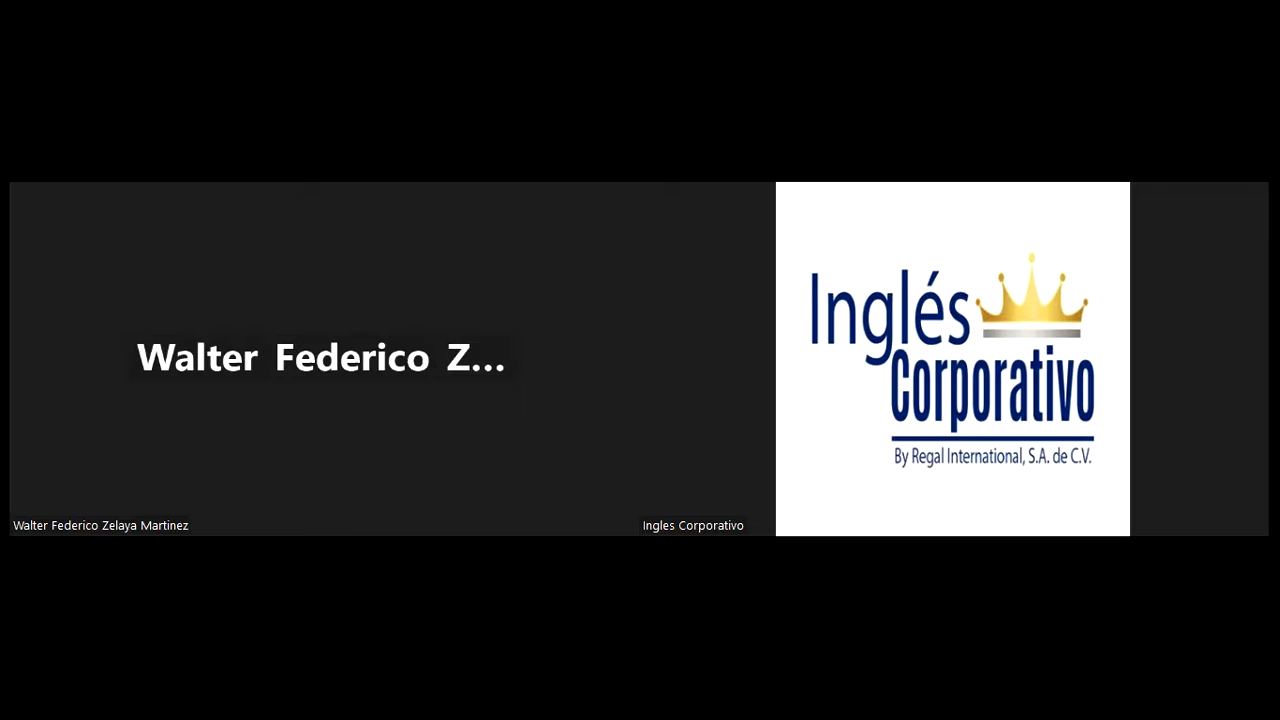 Walter Federico Z...
Walter Federico Zelaya Martinez
Ingles Corporativo
Inglés
Corporativo
By Regal International, S.A. de C.V.